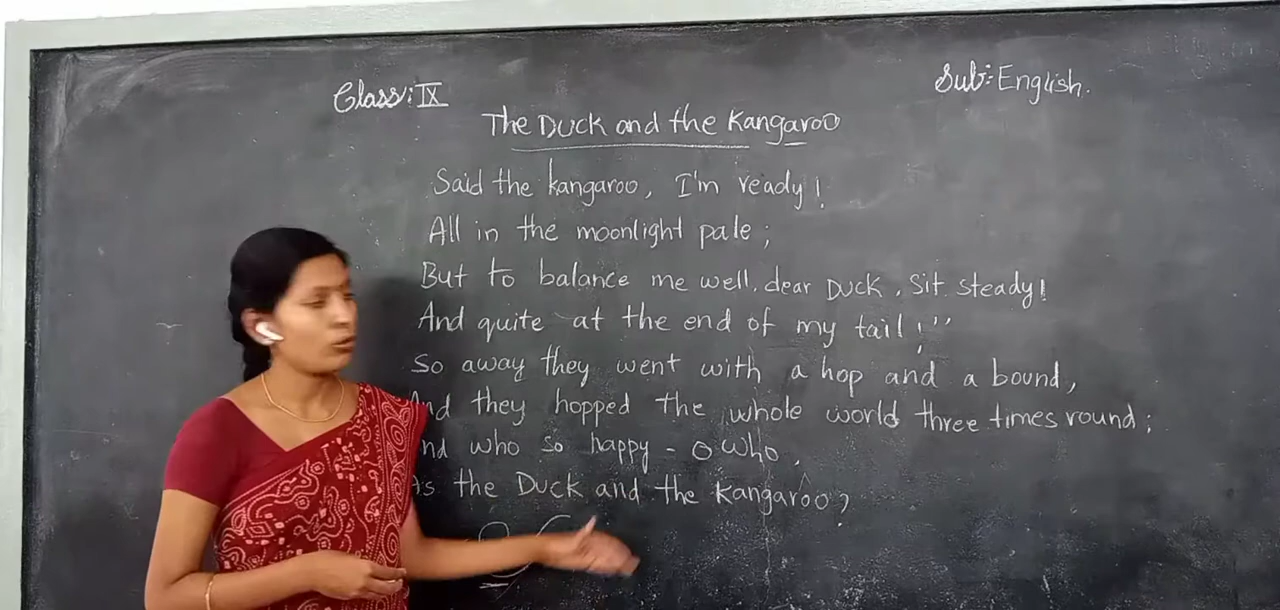 Class: IX
Sub: English.
The Duck and the Kangaroo
Said the kangaroo, I'm ready!
All in the moonlight pale;
But to balance me well, dear Duck, Sit steady!
And quite at the end of my tail!"
So away they went with a hop and a bound,
And they hopped the whole world three times round;
And who so happy - O who,
As the Duck and the Kangaroo?